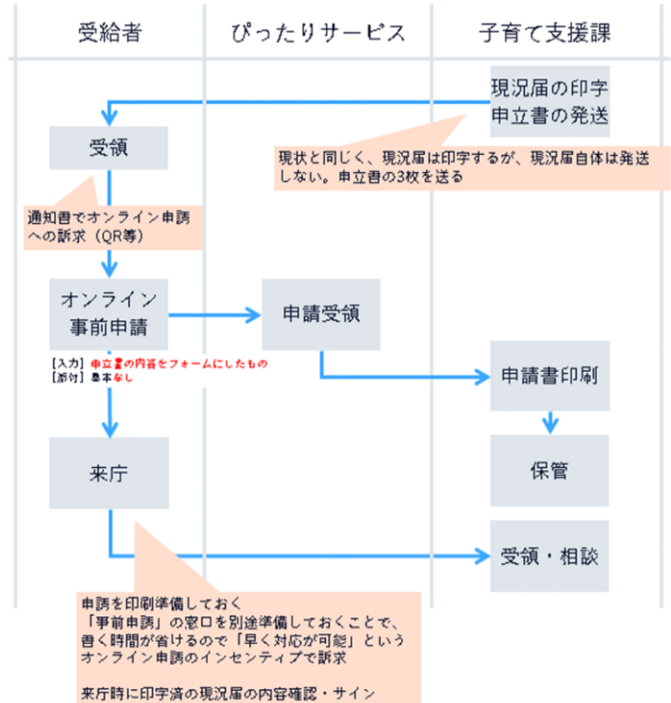 受給者
ぴったりサービス
子育て支援課
現況届の印字
申立書の発送
受領
現状と同じく、現況届は印字するが、現況届自体は発送
しない。申立書の3枚を送る
通知書でオンライン申請
への訴求（QR等）
オンライン
事前申請
申請受領
[入力] 申立書の内容をフォームにしたもの
[添付] 基本なし
申請書印刷
来庁
保管
受領・相談
申請を印刷準備しておく
「事前申請」の窓口を別途準備しておくことで、
書く時間が省けるので「早く対応が可能」という
オンライン申請のインセンティブで訴求
来庁時に印字済の現況届の内容確認・サイン